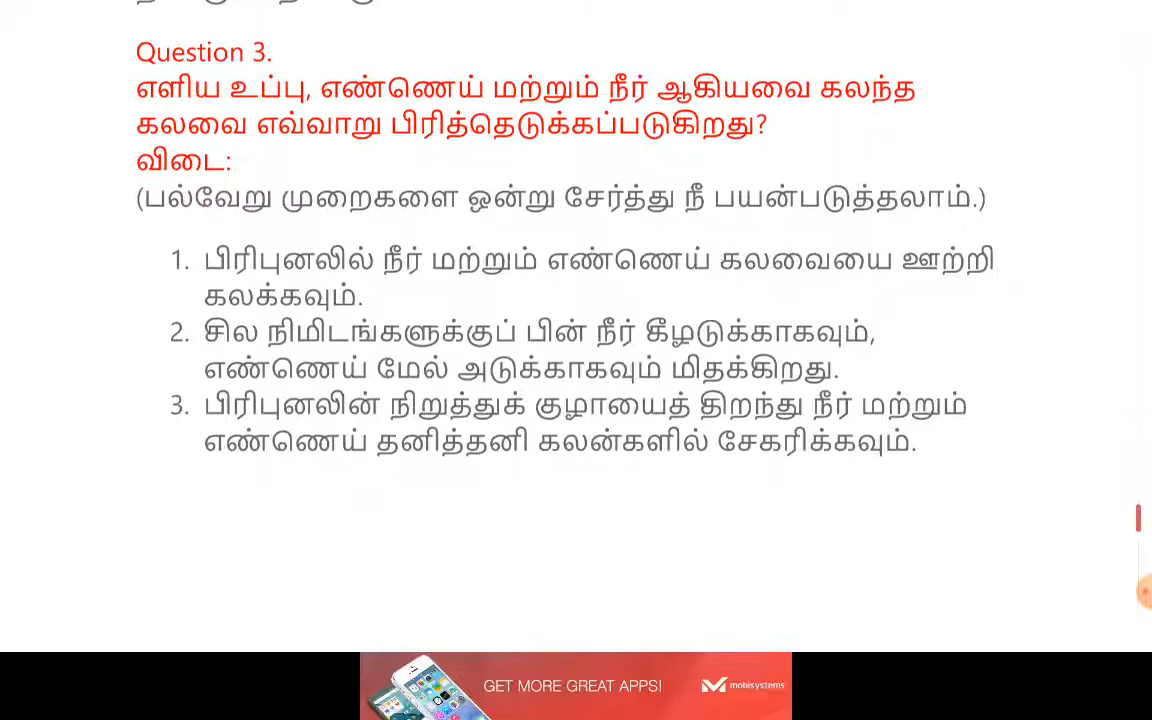 Question 3.
எளிய உப்பு, எண்ணெய் மற்றும் நீர் ஆகியவை கலந்த
கலவை எவ்வாறு பிரித்தெடுக்கப்படுகிறது?
விடை:
(பல்வேறு முறைகளை ஒன்று சேர்த்து நீ பயன்படுத்தலாம்.)
1. பிரிபுனலில் நீர் மற்றும் எண்ணெய் கலவையை ஊற்றி
கலக்கவும்.
2. சில நிமிடங்களுக்குப் பின் நீர் கீழடுக்காகவும்,
எண்ணெய் மேல் அடுக்காகவும் மிதக்கிறது.
3. பிரிபுனலின் நிறுத்துக் குழாயைத் திறந்து நீர் மற்றும்
எண்ணெய் தனித்தனி கலன்களில் சேகரிக்கவும்.
GET MORE GREAT APPS! mobisystems